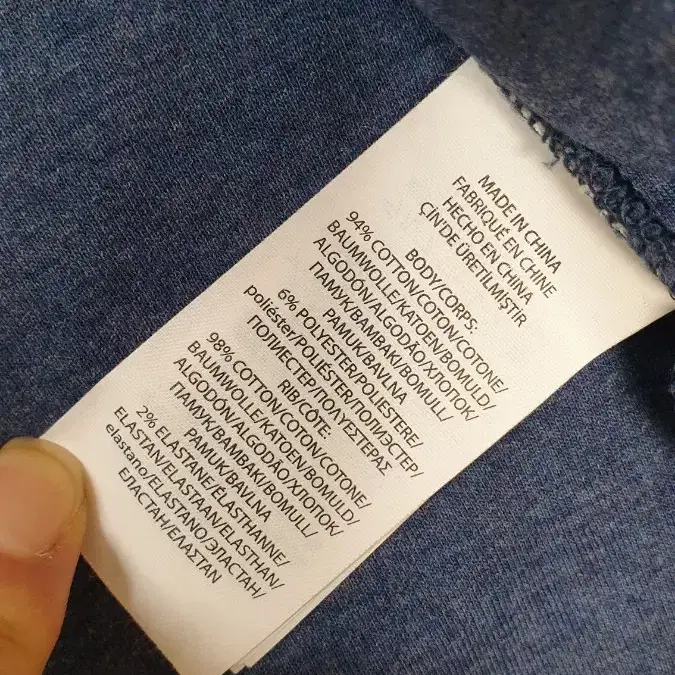 MADE IN CHINA
FABRIQUÉ EN CHINE
HECHO EN CHINA
ÇİN'DE ÜRETİLMİŞTİR
BODY/CORPS:
94% COTTON/COTON/COTONE/
BAUMWOLLE/KATOEN/BOMULD/
ALGODÓN/ALGODÃO/ХЛОПОК/
ПАМУК/BAMBAKI/BOMULL/
PAMUK/BAVLNA
6% POLYESTER/POLIESTERE/
poliéster/POLIÉSTER/ПОЛИЭСТЕР/
ПОЛИЕСТЕР/ΠΟΛΥΕΣΤΕΡΑΣ
RIB/CÔTE:
98% COTTON/COTON/COTONE/
BAUMWOLLE/KATOEN/BOMULD/
ALGODÓN/ALGODÃO/ХЛОПОК/
ПАМУК/BAMBAKI/BOMULL/
PAMUK/BAVLNA
2% ELASTANE/ÉLASTHANNE/
ELASTAN/ELASTAAN/ELASTHAN/
elastano/ELASTANO/ЭЛАСТАН/
ЕЛАСТАН/ΕΛΑΣΤΑΝ